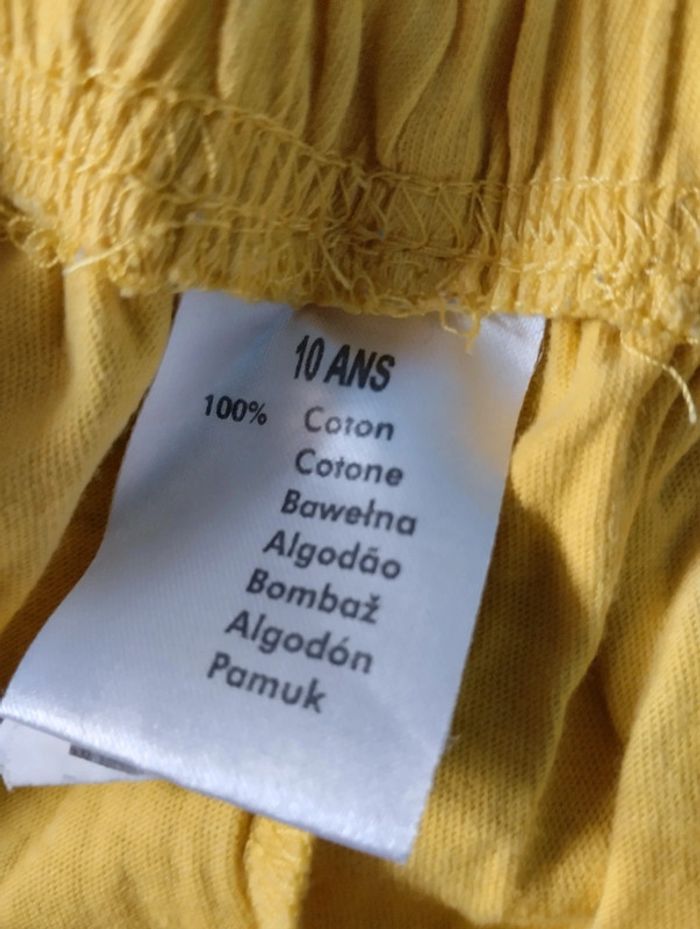 10 ANS
100% Coton
Cotone
Bawełna
Algodão
Bombaž
Algodón
Pamuk